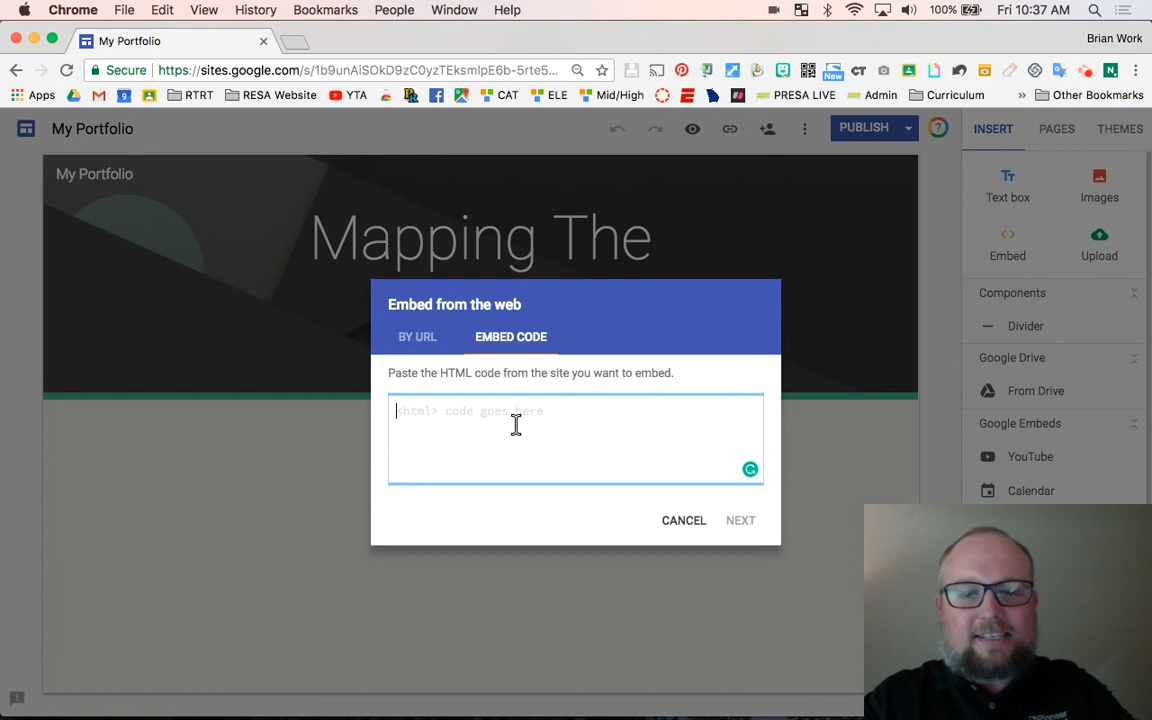 Chrome File Edit View History Bookmarks People Window Help 100% Fri 10:37 AM
My Portfolio Brian Work
Secure https://sites.google.com/s/1b9unAiSOkD9zC0yzTEksmlpE6b-5rte5... New CT N
Apps 9 RTRT RESA Website YTA CAT ELE Mid/High PRESA LIVE Admin Curriculum » Other Bookmarks
My Portfolio PUBLISH INSERT PAGES THEMES
My Portfolio
Mapping The
Tt Text box
Images
Embed
Upload
Components
Divider
Google Drive
From Drive
Google Embeds
YouTube
Calendar
Embed from the web
BY URL EMBED CODE
Paste the HTML code from the site you want to embed.
<html> code goes here
CANCEL NEXT